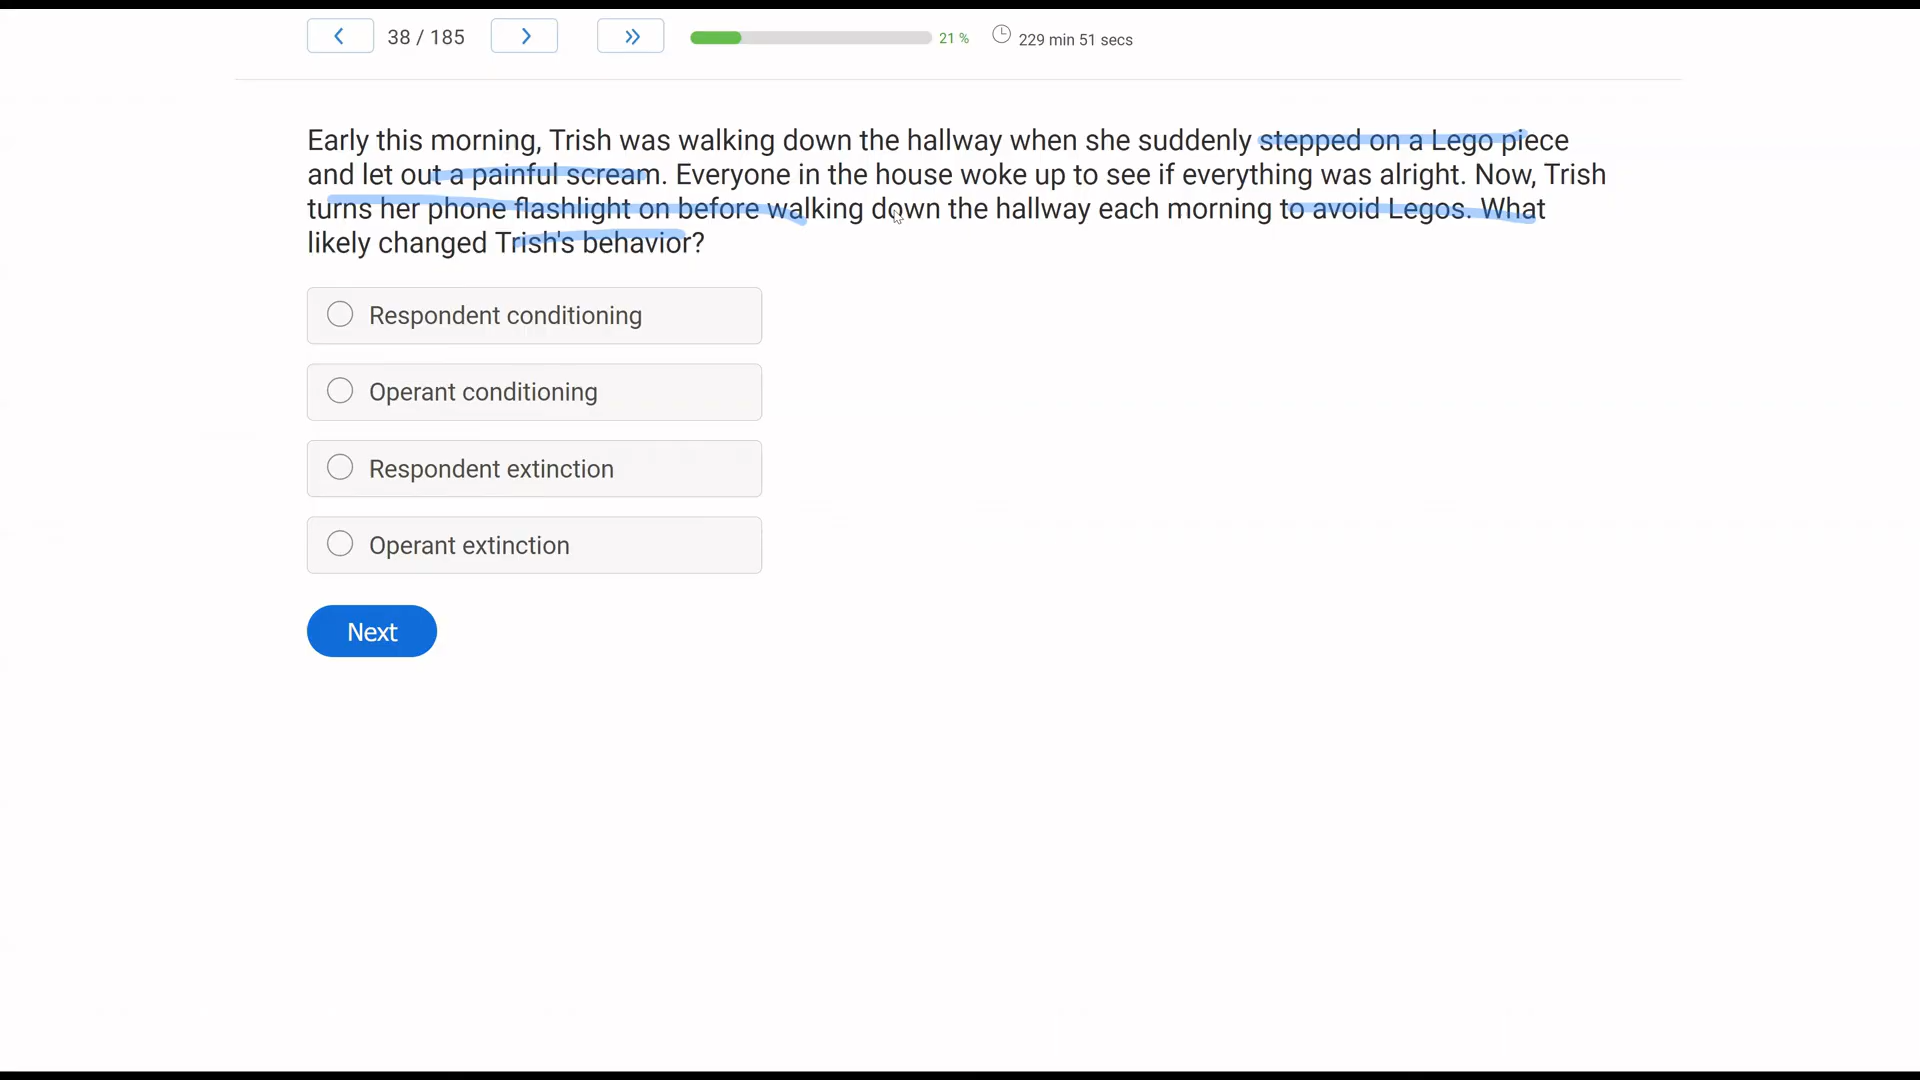 38 / 185
21 %
229 min 51 secs
Early this morning, Trish was walking down the hallway when she suddenly stepped on a Lego piece
and let out a painful scream. Everyone in the house woke up to see if everything was alright. Now, Trish
turns her phone flashlight on before walking down the hallway each morning to avoid Legos. What
likely changed Trish's behavior?
Respondent conditioning
Operant conditioning
Respondent extinction
Operant extinction
Next